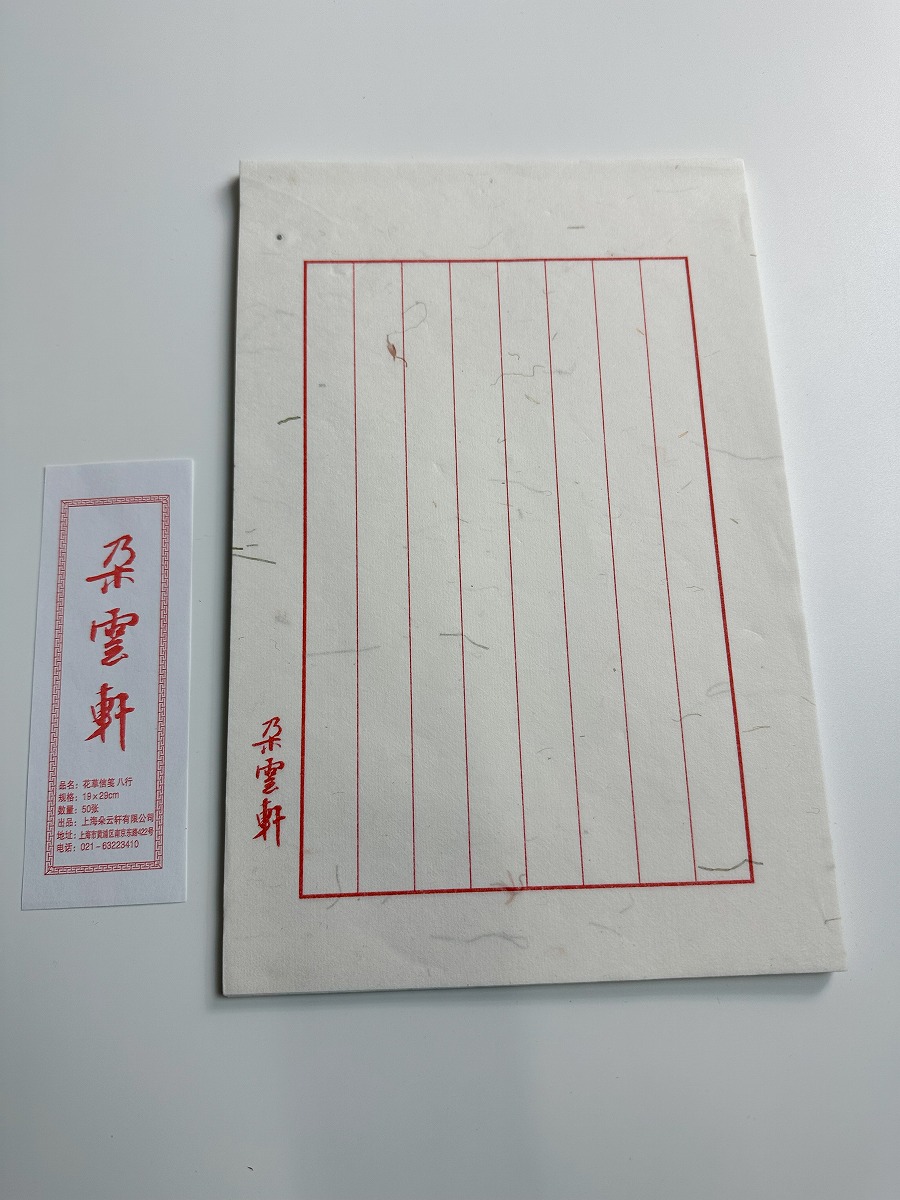 朵雲軒
品名：花草信笺 八行
规格：19×29cm
数量：50张
出品：上海朵云轩有限公司
地址：上海市黄浦区南京东路422号
电话：021－63223410
朵雲軒